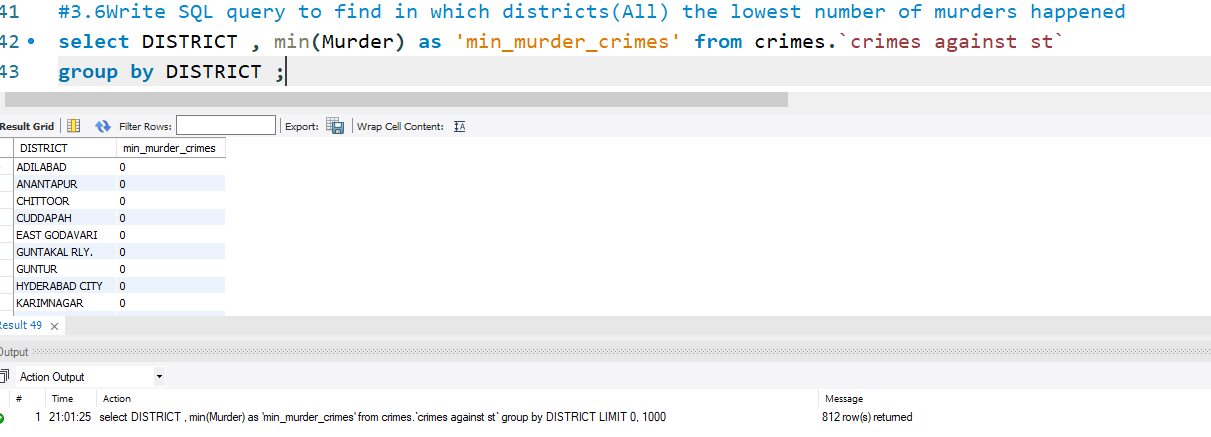 41 #3.6Write SQL query to find in which districts(All) the lowest number of murders happened
42 select DISTRICT , min(Murder) as 'min_murder_crimes' from crimes.`crimes against st`
43 group by DISTRICT ;
Result Grid Filter Rows: Export: Wrap Cell Content:
DISTRICT min_murder_crimes
ADILABAD 0
ANANTAPUR 0
CHITTOOR 0
CUDDAPAH 0
EAST GODAVARI 0
GUNTAKAL RLY. 0
GUNTUR 0
HYDERABAD CITY 0
KARIMNAGAR 0
Result 49
Output
Action Output
# Time Action Message
1 21:01:25 select DISTRICT , min(Murder) as 'min_murder_crimes' from crimes.`crimes against st` group by DISTRICT LIMIT 0, 1000 812 row(s) returned